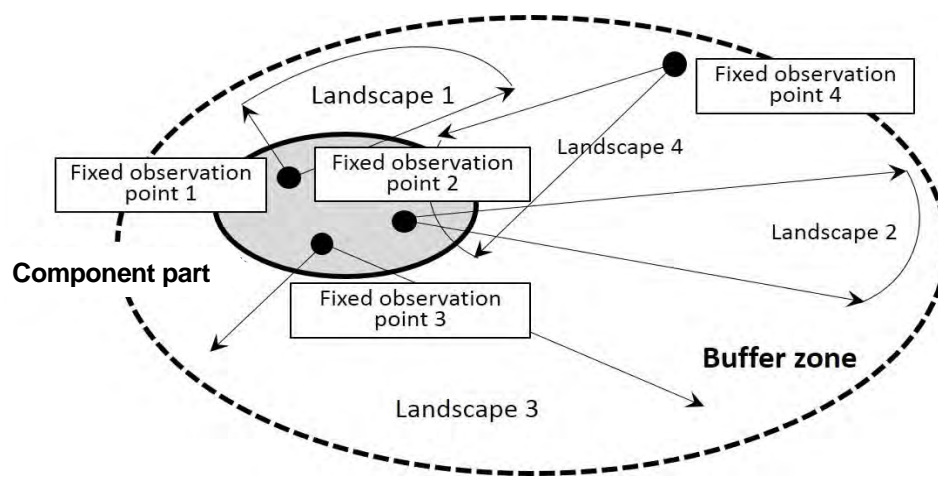 Landscape 1
Fixed observation
point 4
Fixed observation
point 1
Fixed observation
point 2
Landscape 4
Landscape 2
Component part
Fixed observation
point 3
Buffer zone
Landscape 3